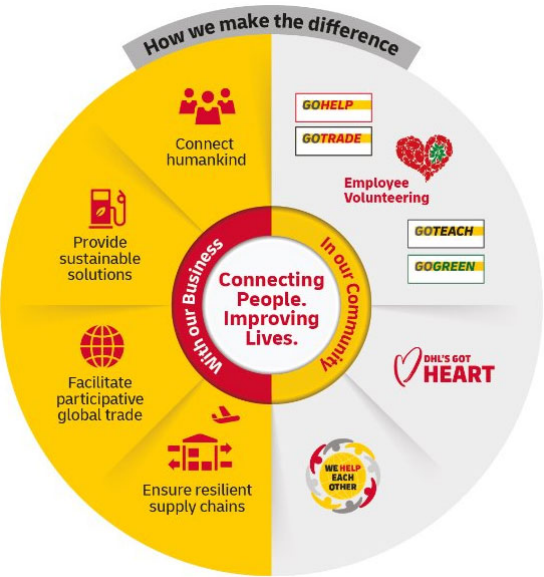 How we make the difference
Connect
humankind
Provide
sustainable
solutions
Facilitate
participative
global trade
Ensure resilient
supply chains
With our Business
Connecting
People.
Improving
Lives.
In our Community
GOHELP
GOTRADE
Employee
Volunteering
GOTEACH
GOGREEN
DHL'S GOT
HEART
WE HELP
EACH
OTHER